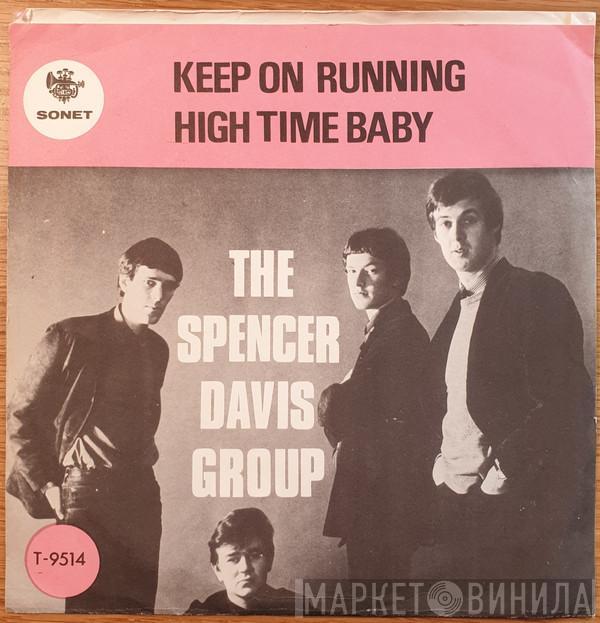 KEEP ON RUNNING
HIGH TIME BABY
SONET
THE
SPENCER
DAVIS
GROUP
T-9514
МАРКЕТ ВИНИЛА